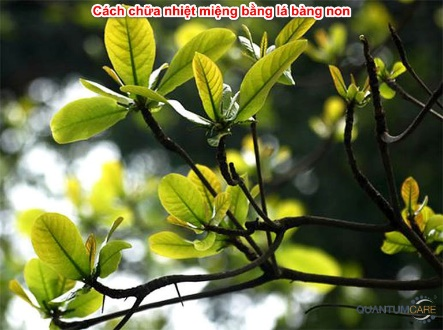 Cách chữa nhiệt miệng bằng lá bàng non
QUANTUMCARE